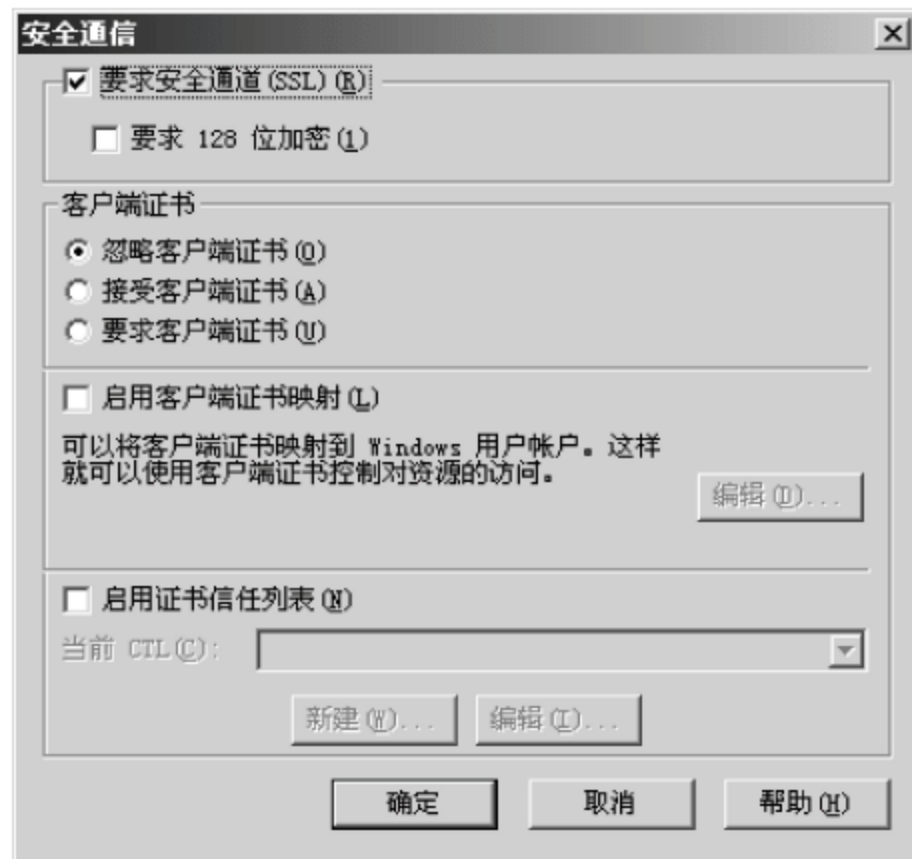 安全通信
要求安全通道(SSL)(R)
要求 128 位加密(1)
客户端证书
忽略客户端证书(O)
接受客户端证书(A)
要求客户端证书(U)
启用客户端证书映射(L)
可以将客户端证书映射到 Windows 用户帐户。这样
就可以使用客户端证书控制对资源的访问。
编辑(D)...
启用证书信任列表(N)
当前 CTL(C):
新建(W)...
编辑(I)...
确定
取消
帮助(H)